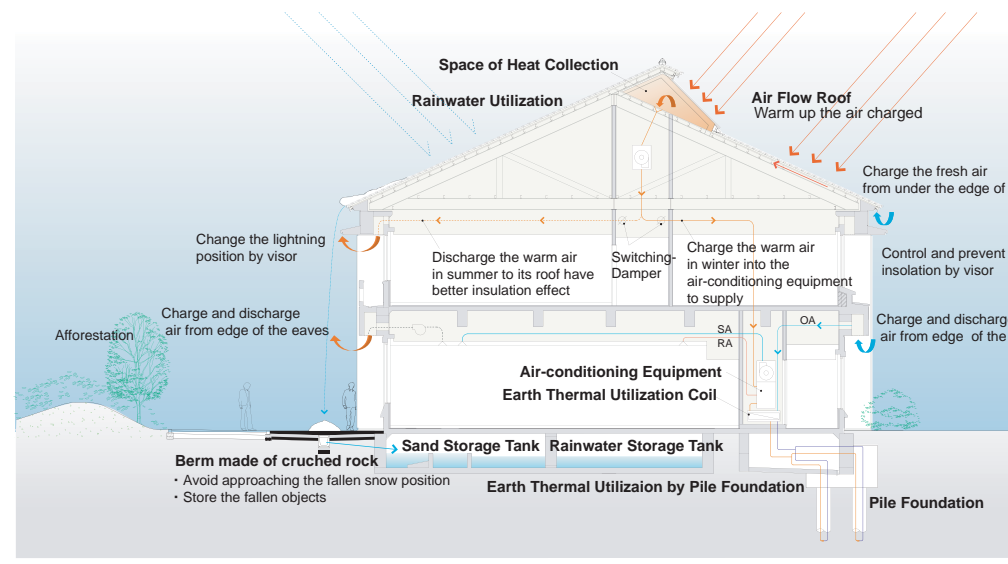 Space of Heat Collection
Rainwater Utilization
Air Flow Roof
Warm up the air charged
Charge the fresh air
from under the edge of
Change the lightning
position by visor
Discharge the warm air
in summer to its roof have
better insulation effect
Switching-
Damper
Charge the warm air
in winter into the
air-conditioning equipment
to supply
Control and prevent
insolation by visor
Afforestation
Charge and discharge
air from edge of the eaves
SA
RA
OA
Charge and discharg
air from edge of the
Air-conditioning Equipment
Earth Thermal Utilization Coil
Sand Storage Tank
Rainwater Storage Tank
Berm made of cruched rock
・Avoid approaching the fallen snow position
・Store the fallen objects
Earth Thermal Utilizaion by Pile Foundation
Pile Foundation